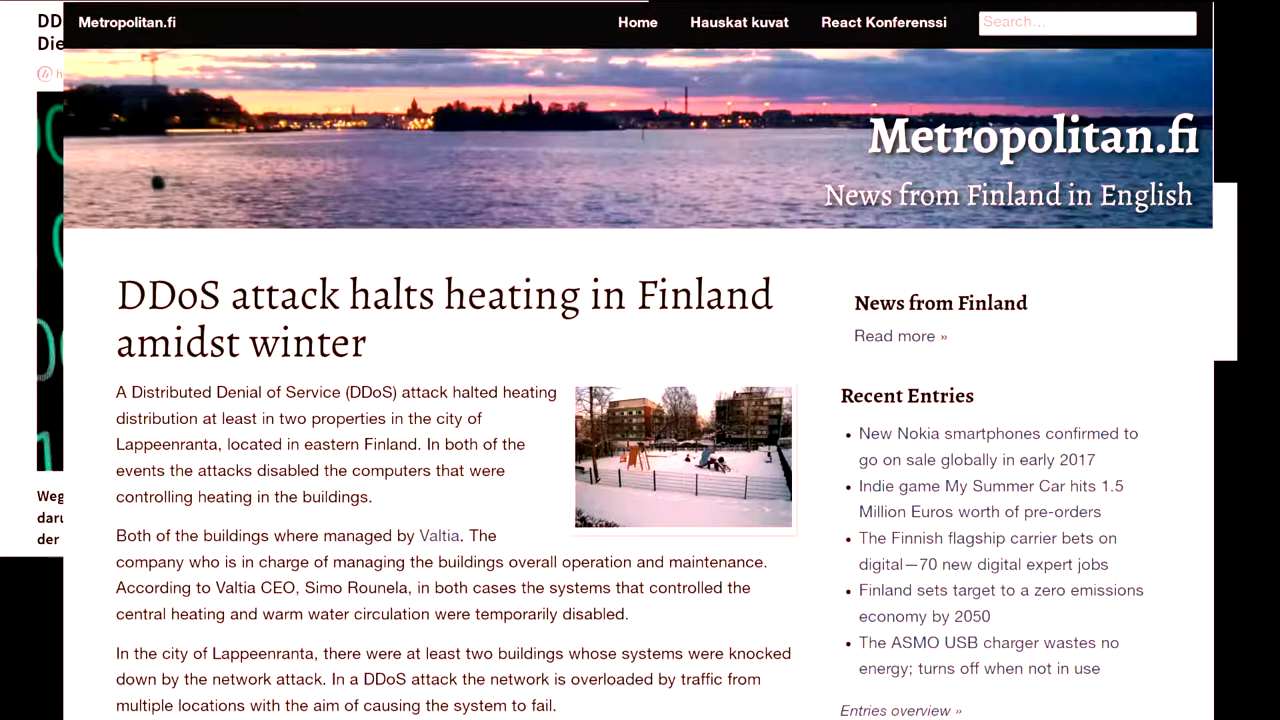 DD
Die
h
Metropolitan.fi
Home
Hauskat kuvat
React Konferenssi
Search...
Metropolitan.fi
News from Finland in English
DDoS attack halts heating in Finland
amidst winter
A Distributed Denial of Service (DDoS) attack halted heating
distribution at least in two properties in the city of
Lappeenranta, located in eastern Finland. In both of the
events the attacks disabled the computers that were
controlling heating in the buildings.
Both of the buildings where managed by Valtia. The
company who is in charge of managing the buildings overall operation and maintenance.
According to Valtia CEO, Simo Rounela, in both cases the systems that controlled the
central heating and warm water circulation were temporarily disabled.
In the city of Lappeenranta, there were at least two buildings whose systems were knocked
down by the network attack. In a DDoS attack the network is overloaded by traffic from
multiple locations with the aim of causing the system to fail.
News from Finland
Read more »
Recent Entries
• New Nokia smartphones confirmed to
go on sale globally in early 2017
• Indie game My Summer Car hits 1.5
Million Euros worth of pre-orders
• The Finnish flagship carrier bets on
digital—70 new digital expert jobs
• Finland sets target to a zero emissions
economy by 2050
• The ASMO USB charger wastes no
energy; turns off when not in use
Entries overview »
Weg
daru
der